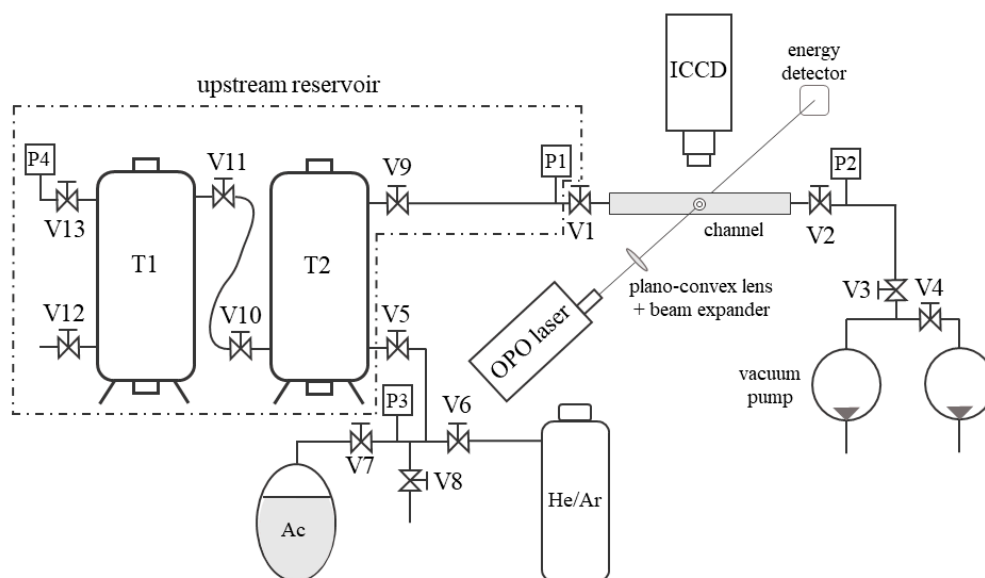 upstream reservoir
ICCD
energy
detector
P4
V11
V9
P1
P2
V13
V1
channel
V2
T1
T2
plano-convex lens
+ beam expander
V3
V4
V12
V10
V5
OPO laser
vacuum
pump
P3
V6
V7
V8
He/Ar
Ac